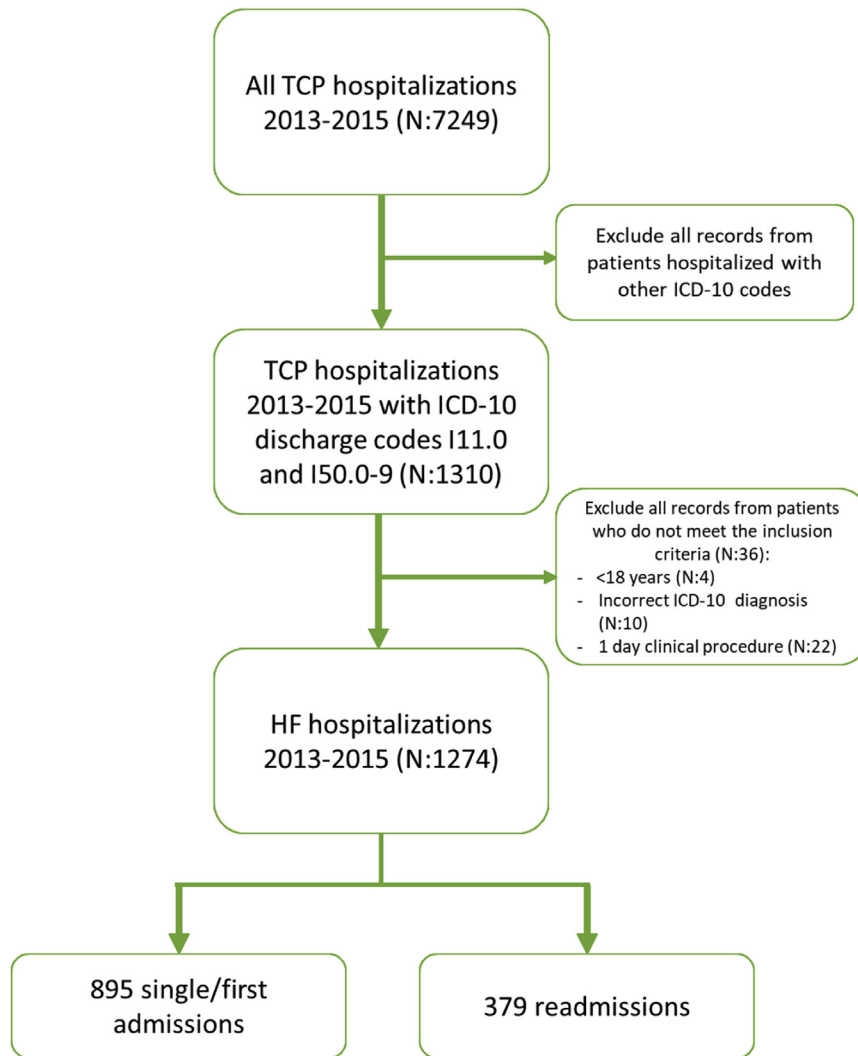 All TCP hospitalizations
2013-2015 (N:7249)
Exclude all records from
patients hospitalized with
other ICD-10 codes
TCP hospitalizations
2013-2015 with ICD-10
discharge codes I11.0
and I50.0-9 (N:1310)
Exclude all records from patients
who do not meet the inclusion
criteria (N:36):
- <18 years (N:4)
- Incorrect ICD-10 diagnosis
(N:10)
- 1 day clinical procedure (N:22)
HF hospitalizations
2013-2015 (N:1274)
895 single/first
admissions
379 readmissions